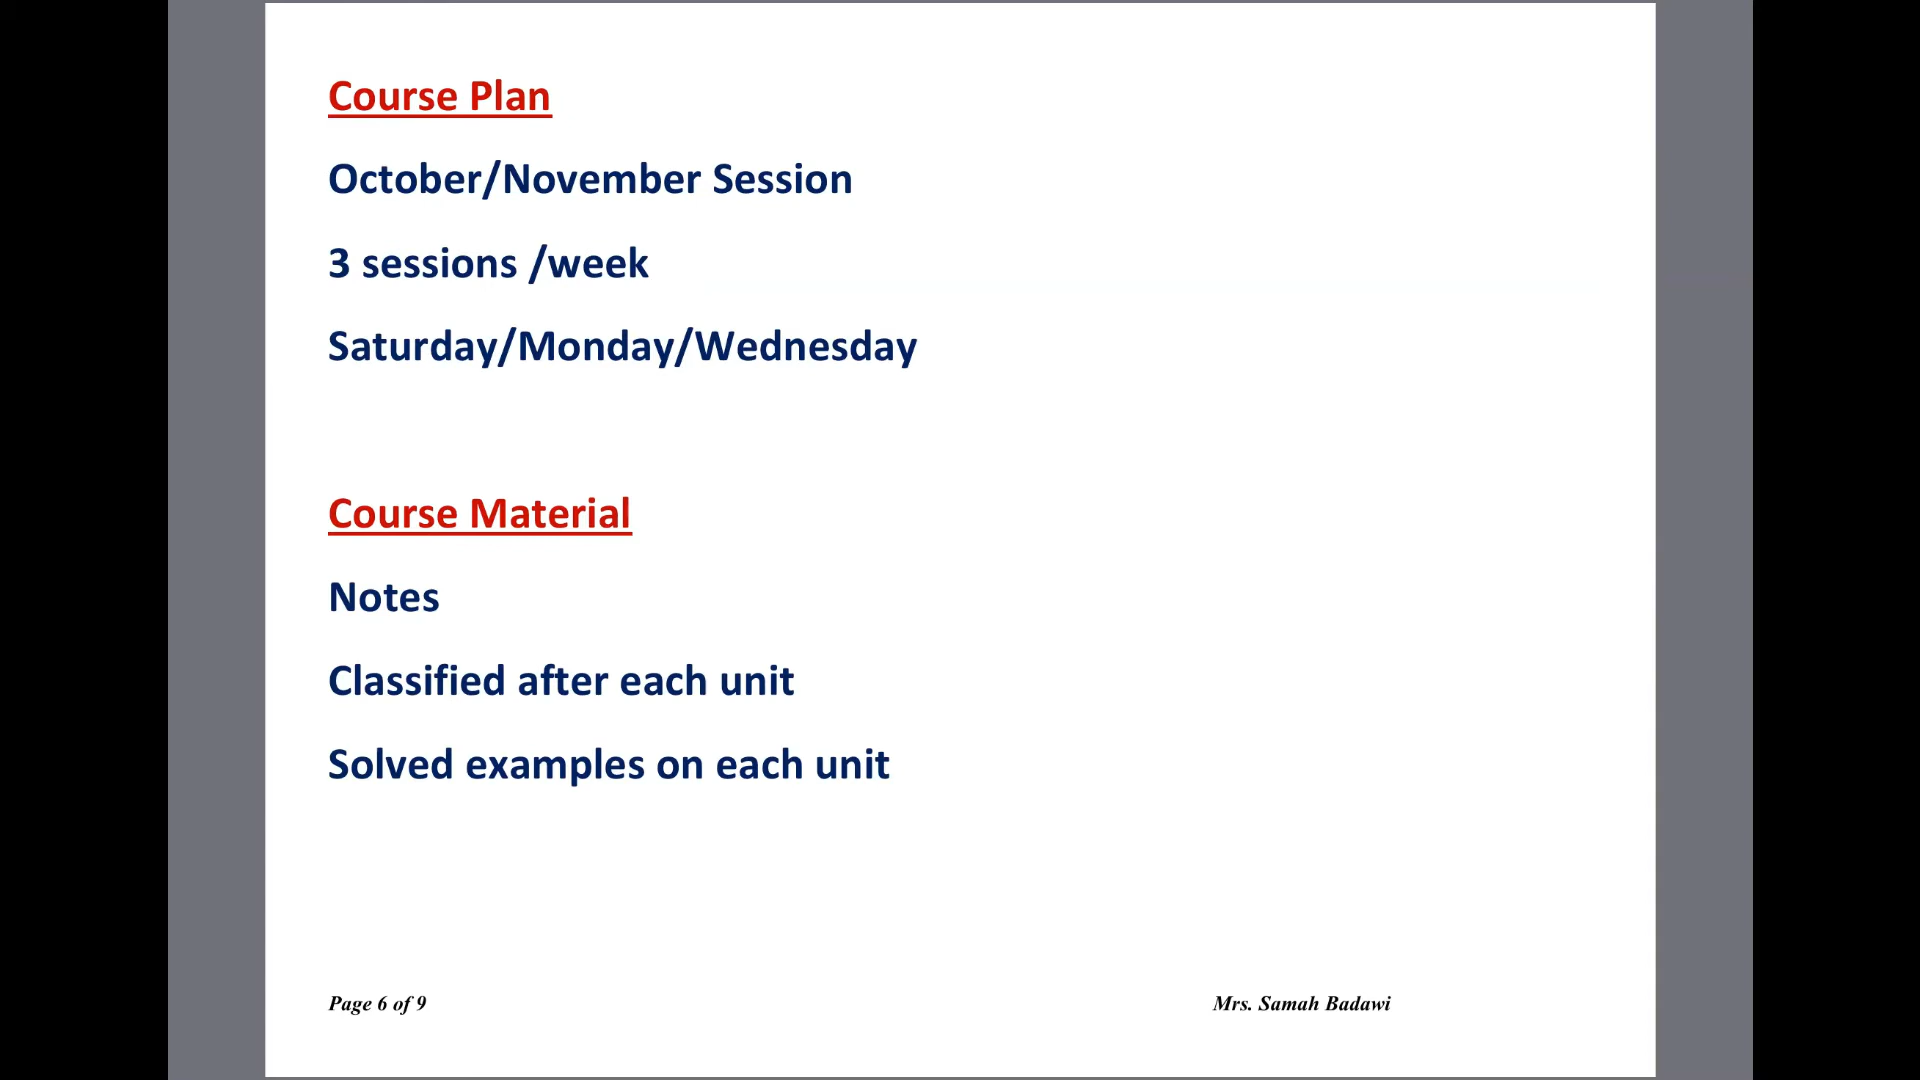 Course Plan
October/November Session
3 sessions /week
Saturday/Monday/Wednesday
Course Material
Notes
Classified after each unit
Solved examples on each unit
Page 6 of 9
Mrs. Samah Badawi